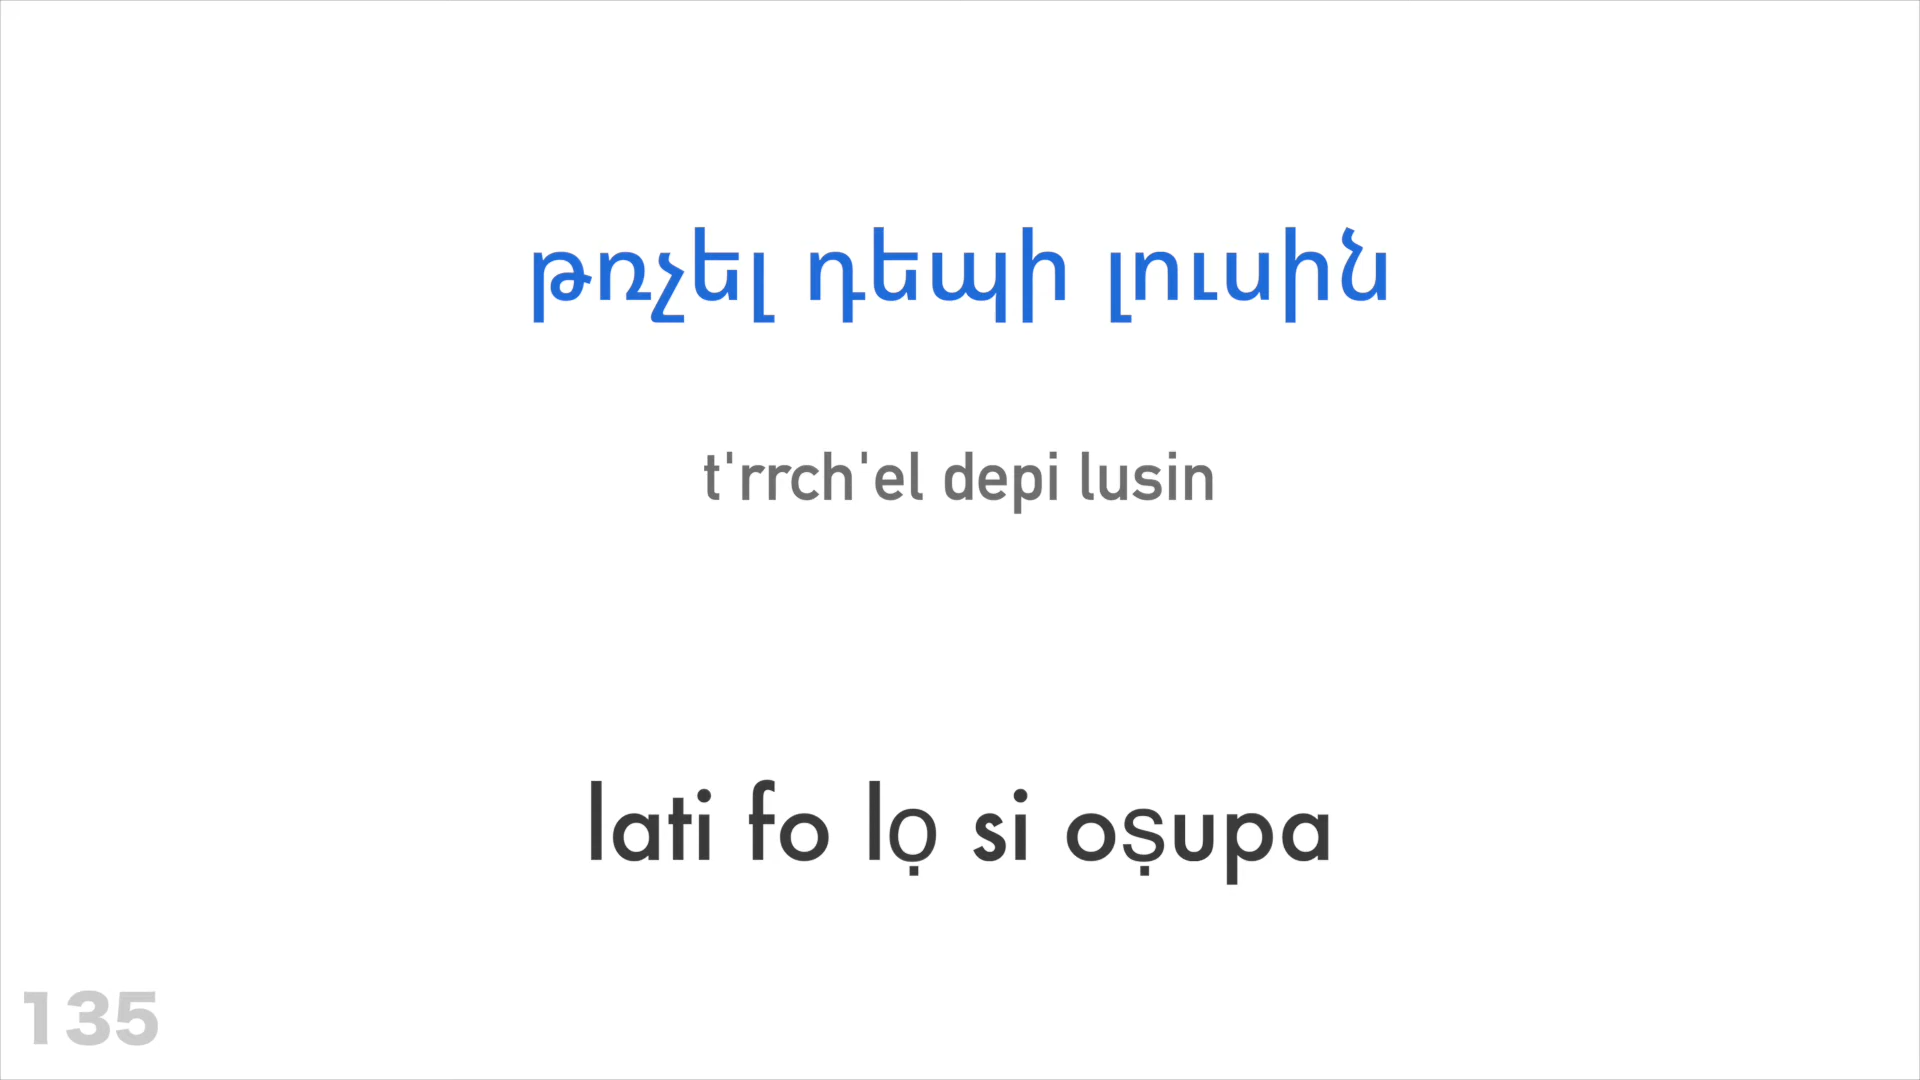 թռչել դեպի լուսին
t'rrch'el depi lusin
lati fo lọ si oṣupa
135